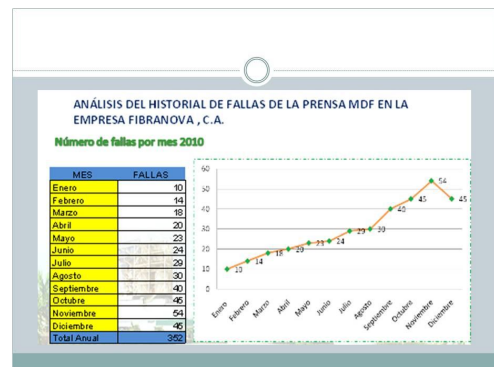 ANÁLISIS DEL HISTORIAL DE FALLAS DE LA PRENSA MDF EN LA
EMPRESA FIBRANOVA , C.A.
Número de fallas por mes 2010
MES FALLAS
Enero 10
Febrero 14
Marzo 18
Abril 20
Mayo 23
Junio 24
Julio 29
Agosto 30
Septiembre 40
Octubre 45
Noviembre 54
Diciembre 45
Total Anual 352
60
50
40
30
20
10
0
10
14
18
20
23
24
29
30
40
45
54
45
Enero
Febrero
Marzo
Abril
Mayo
Junio
Julio
Agosto
Septiembre
Octubre
Noviembre
Diciembre